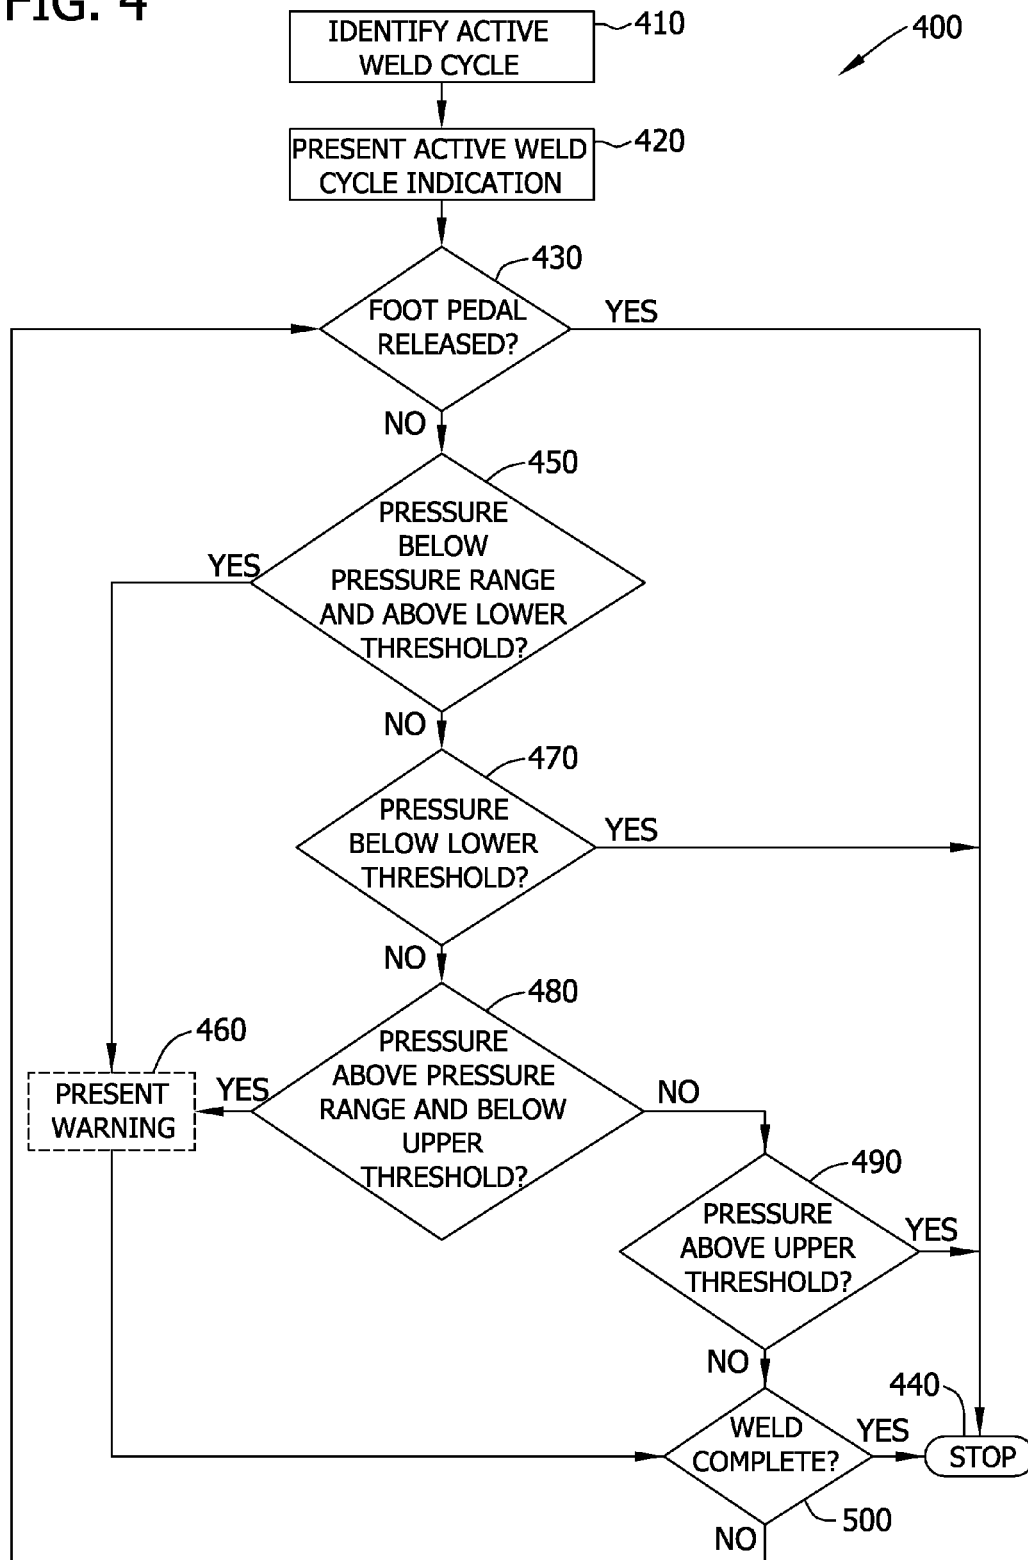 FIG. 4
IDENTIFY ACTIVE
WELD CYCLE
410
400
PRESENT ACTIVE WELD
CYCLE INDICATION
420
430
FOOT PEDAL
RELEASED?
YES
NO
450
PRESSURE
BELOW
PRESSURE RANGE
AND ABOVE LOWER
THRESHOLD?
YES
NO
470
PRESSURE
BELOW LOWER
THRESHOLD?
YES
NO
480
PRESSURE
ABOVE PRESSURE
RANGE AND BELOW
UPPER
THRESHOLD?
YES
NO
460
PRESENT
WARNING
490
PRESSURE
ABOVE UPPER
THRESHOLD?
YES
NO
440
WELD
COMPLETE?
YES
STOP
500
NO